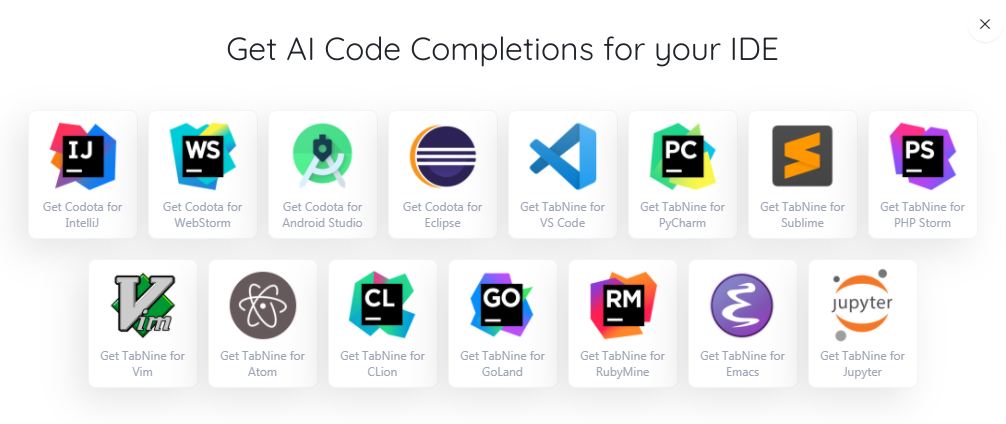 Get AI Code Completions for your IDE
IJ
WS
PC
PS
Get Codota for
IntelliJ
Get Codota for
WebStorm
Get Codota for
Android Studio
Get Codota for
Eclipse
Get TabNine for
VS Code
Get TabNine for
PyCharm
Get TabNine for
Sublime
Get TabNine for
PHP Storm
Vim
CL
GO
RM
jupyter
Get TabNine for
Vim
Get TabNine for
Atom
Get TabNine for
CLion
Get TabNine for
GoLand
Get TabNine for
RubyMine
Get TabNine for
Emacs
Get TabNine for
Jupyter